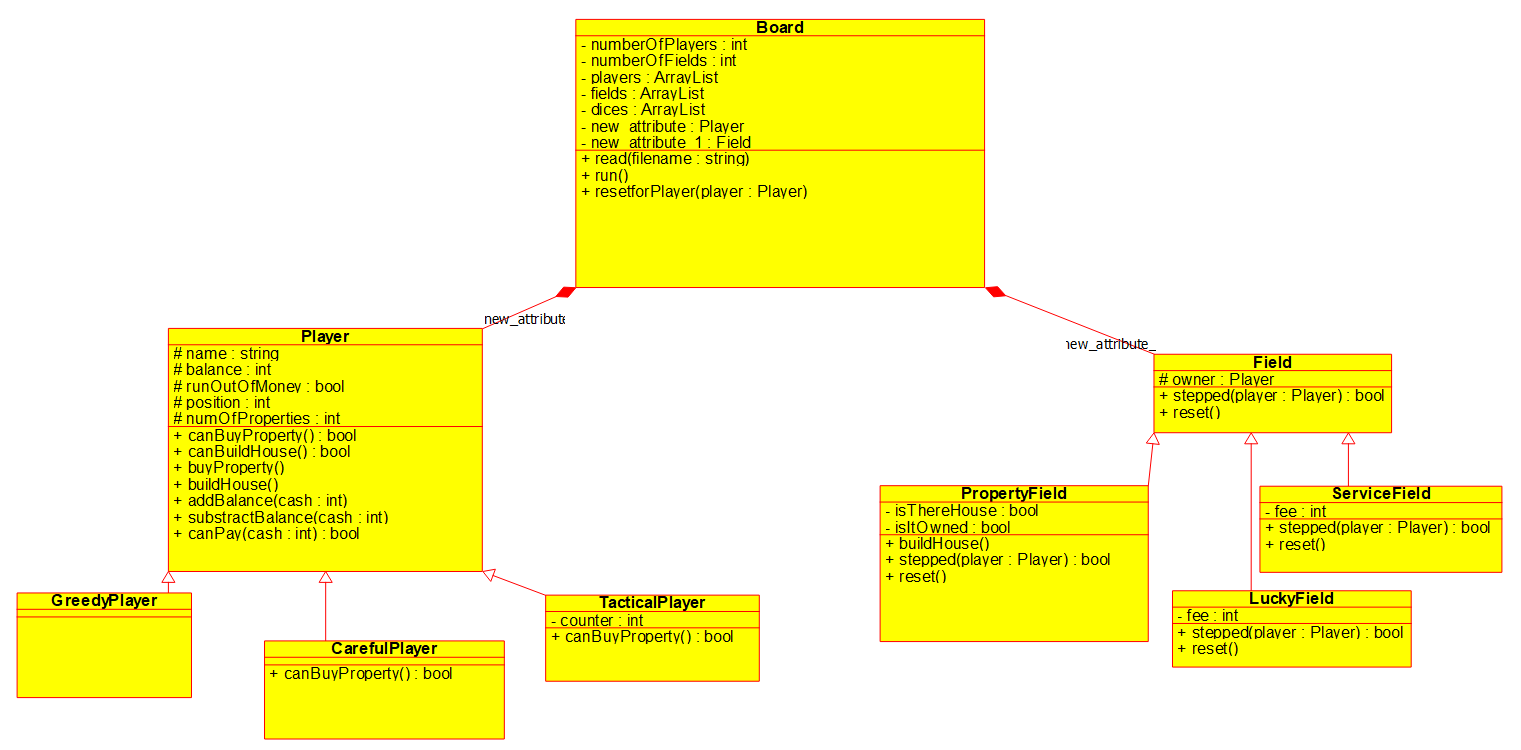 Board
- numberOfPlayers : int
- numberOfFields : int
- players : ArrayList
- fields : ArrayList
- dices : ArrayList
- new_attribute : Player
- new_attribute_1 : Field
+ read(filename : string)
+ run()
+ resetforPlayer(player : Player)
new_attribute
new_attribute_
Player
# name : string
# balance : int
# runOutOfMoney : bool
# position : int
# numOfProperties : int
+ canBuyProperty() : bool
+ canBuildHouse() : bool
+ buyProperty()
+ buildHouse()
+ addBalance(cash : int)
+ substractBalance(cash : int)
+ canPay(cash : int) : bool
Field
# owner : Player
+ stepped(player : Player) : bool
+ reset()
GreedyPlayer
CarefulPlayer
+ canBuyProperty() : bool
TacticalPlayer
- counter : int
+ canBuyProperty() : bool
PropertyField
- isThereHouse : bool
- isItOwned : bool
+ buildHouse()
+ stepped(player : Player) : bool
+ reset()
ServiceField
- fee : int
+ stepped(player : Player) : bool
+ reset()
LuckyField
- fee : int
+ stepped(player : Player) : bool
+ reset()